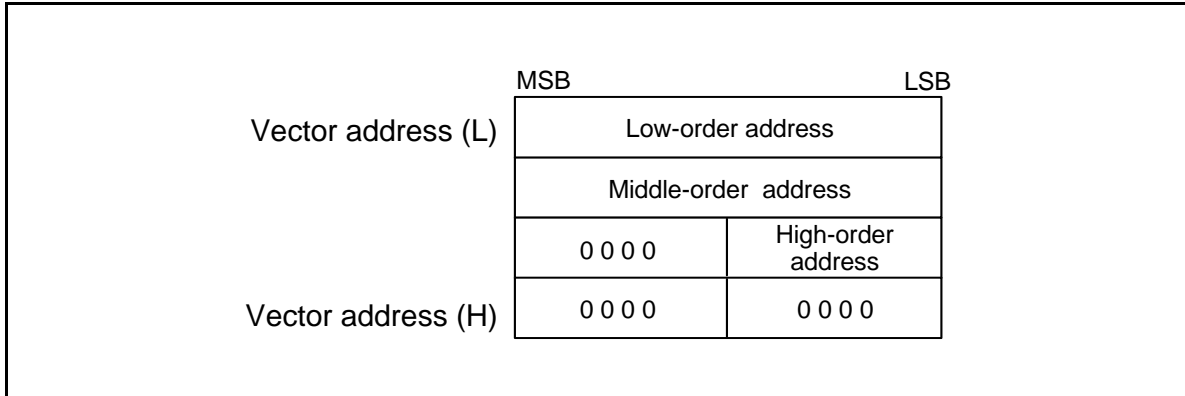 MSB LSB
Vector address (L) Low-order address
Middle-order address
0 0 0 0 High-order
address
Vector address (H) 0 0 0 0 0 0 0 0